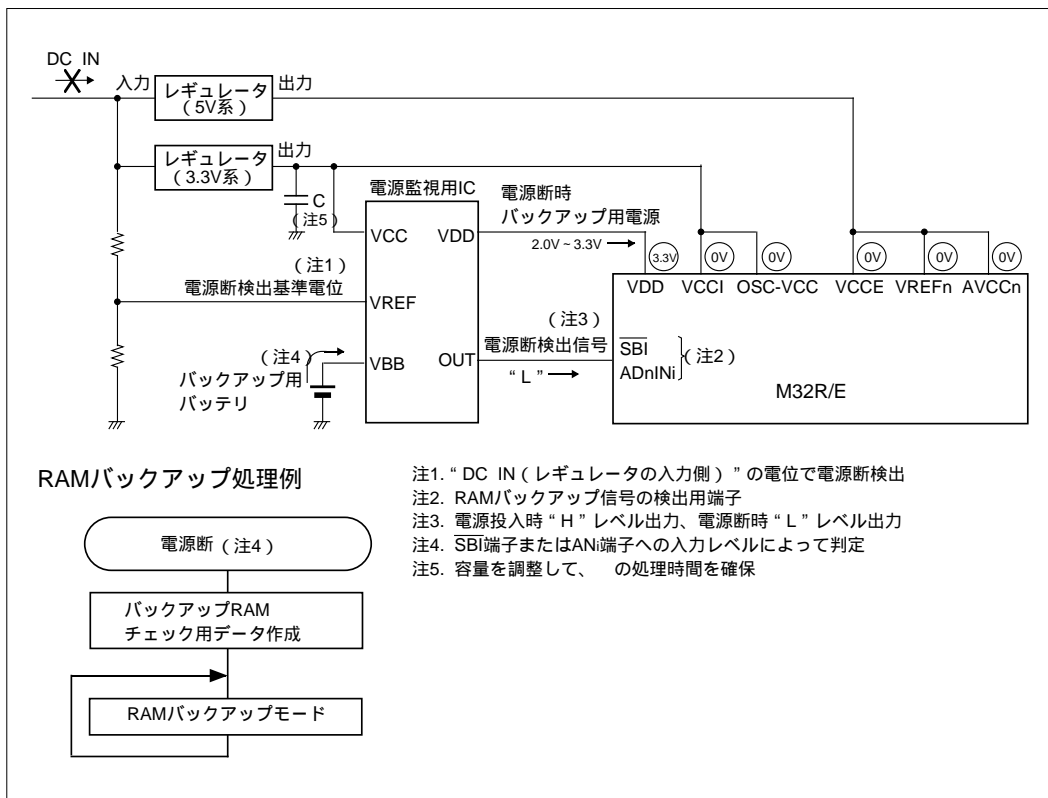 DC IN
入力
レギュレータ
（5V系）
出力
レギュレータ
（3.3V系）
出力
C
（注5）
電源監視用IC
VCC
VDD
VREF
VBB
OUT
電源断時
バックアップ用電源
2.0V～3.3V
（注1）
電源断検出基準電位
（注4）
バックアップ用
バッテリ
（注3）
電源断検出信号
“L”
3.3V
0V
0V
0V
0V
0V
VDD VCCI OSC-VCC VCCE VREFn AVCCn
SBI
ADnINi
（注2）
M32R/E
RAMバックアップ処理例
電源断（注4）
バックアップRAM
チェック用データ作成
RAMバックアップモード
注1. “DC IN（レギュレータの入力側）”の電位で電源断検出
注2. RAMバックアップ信号の検出用端子
注3. 電源投入時“H”レベル出力、電源断時“L”レベル出力
注4. SBI端子またはANi端子への入力レベルによって判定
注5. 容量を調整して、　の処理時間を確保